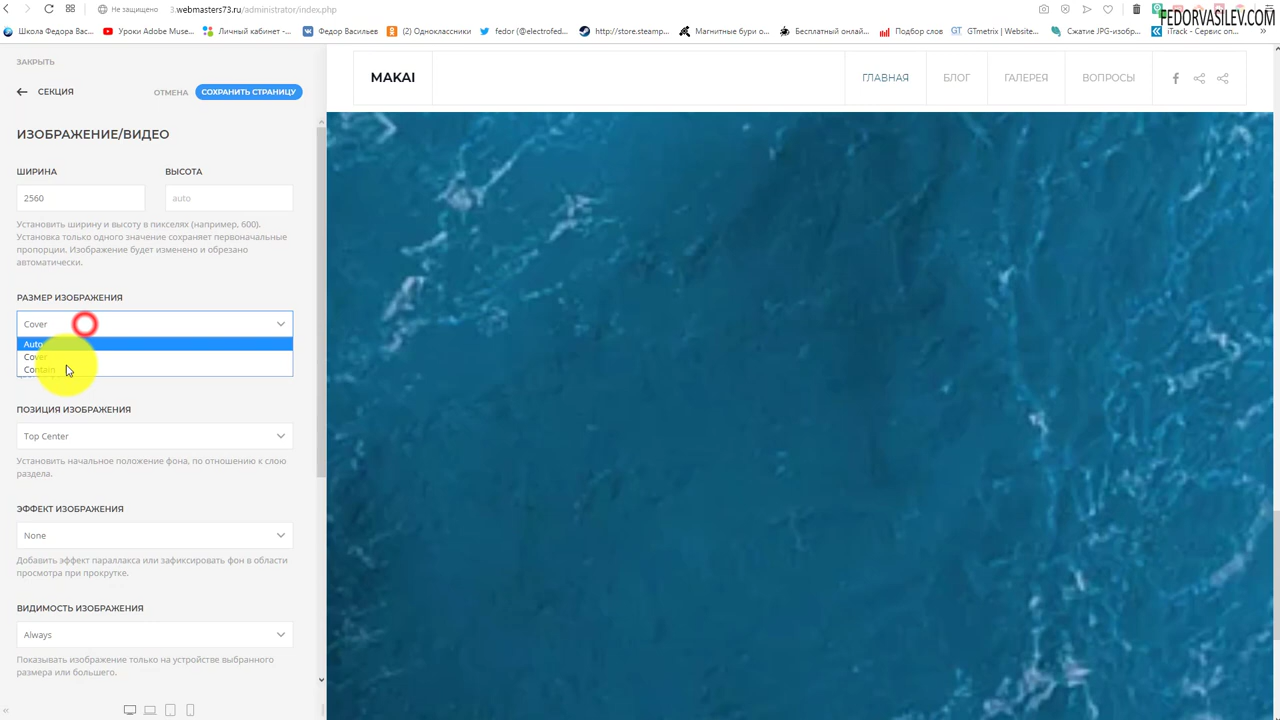 Не защищено
3.webmasters73.ru/administrator/index.php
FEDORVASILEV.COM
Школа Федора Вас...
Уроки Adobe Muse...
Личный кабинет -...
Федор Васильев
(2) Одноклассники
fedor (@electrofed...
http://store.steamp...
Магнитные бури о...
Бесплатный онлай...
Подбор слов
GTmetrix | Website...
Сжатие JPG-изобр...
iTrack - Сервис оп...
ЗАКРЫТЬ
СЕКЦИЯ
ОТМЕНА
СОХРАНИТЬ СТРАНИЦУ
MAKAI
ГЛАВНАЯ
БЛОГ
ГАЛЕРЕЯ
ВОПРОСЫ
ИЗОБРАЖЕНИЕ/ВИДЕО
ШИРИНА
ВЫСОТА
2560
auto
Установить ширину и высоту в пикселях (например, 600).
Установка только одного значение сохраняет первоначальные
пропорции. Изображение будет изменено и обрезано
автоматически.
РАЗМЕР ИЗОБРАЖЕНИЯ
Cover
Auto
Cover
Contain
ПОЗИЦИЯ ИЗОБРАЖЕНИЯ
Top Center
Установить начальное положение фона, по отношению к слою
раздела.
ЭФФЕКТ ИЗОБРАЖЕНИЯ
None
Добавить эффект параллакса или зафиксировать фон в области
просмотра при прокрутке.
ВИДИМОСТЬ ИЗОБРАЖЕНИЯ
Always
Показывать изображение только на устройстве выбранного
размера или большего.